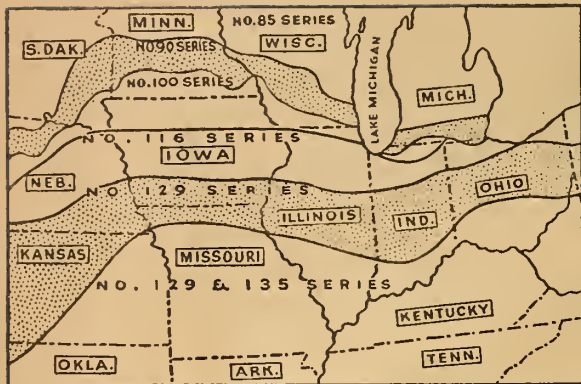 MINN.
NO.85 SERIES
S.DAK.
NO.90 SERIES
WISC.
LAKE MICHIGAN
NO.100 SERIES
MICH.
NO. 116 SERIES
IOWA
NEB.
NO. 129 SERIES
OHIO
ILLINOIS
IND.
KANSAS
MISSOURI
NO. 129 & 135 SERIES
KENTUCKY
OKLA.
ARK.
TENN.